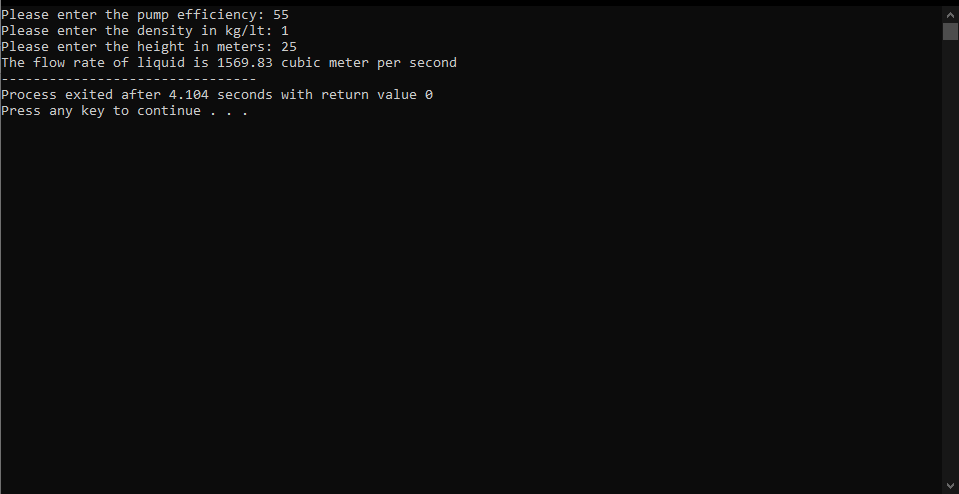 Please enter the pump efficiency: 55
Please enter the density in kg/lt: 1
Please enter the height in meters: 25
The flow rate of liquid is 1569.83 cubic meter per second
--------------------------------
Process exited after 4.104 seconds with return value 0
Press any key to continue . . .